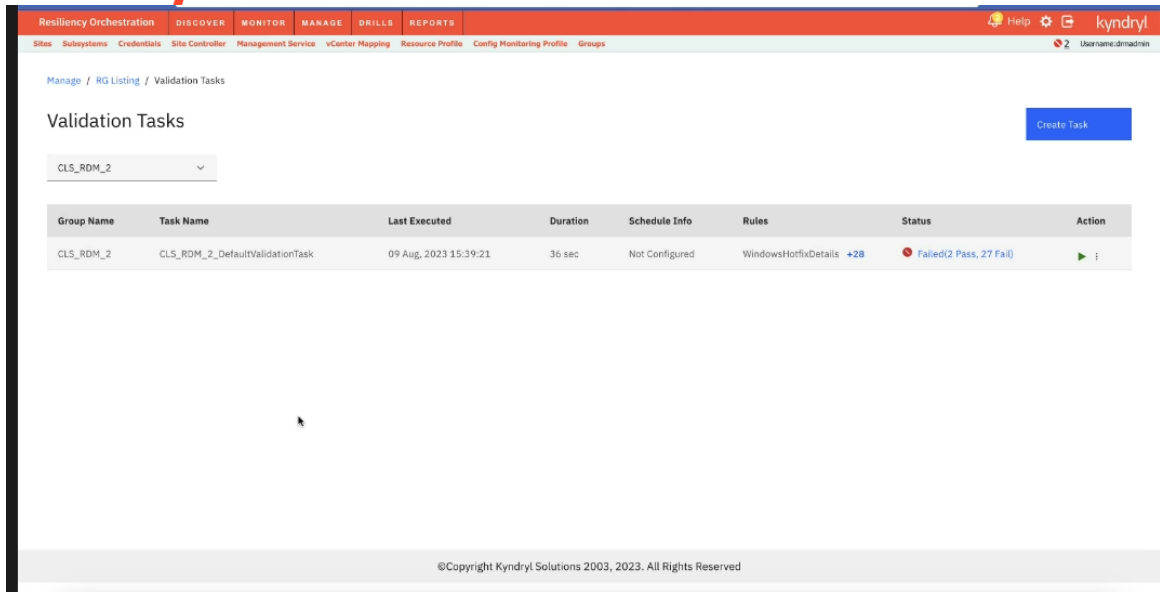 Resiliency Orchestration DISCOVER MONITOR MANAGE DRILLS REPORTS Help kyndryl
Sites Subsystems Credentials Site Controller Management Service vCenter Mapping Resource Profile Config Monitoring Profile Groups 2 Username:drmadmin
Manage / RG Listing / Validation Tasks
Validation Tasks
Create Task
CLS_RDM_2
Group Name Task Name Last Executed Duration Schedule Info Rules Status Action
CLS_RDM_2 CLS_RDM_2_DefaultValidationTask 09 Aug, 2023 15:39:21 36 sec Not Configured WindowsHotfixDetails +28 Failed(2 Pass, 27 Fail)
©Copyright Kyndryl Solutions 2003, 2023. All Rights Reserved